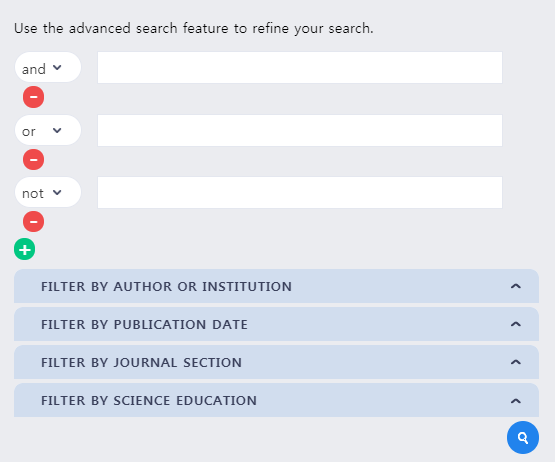 Use the advanced search feature to refine your search.
and
or
not
FILTER BY AUTHOR OR INSTITUTION
FILTER BY PUBLICATION DATE
FILTER BY JOURNAL SECTION
FILTER BY SCIENCE EDUCATION